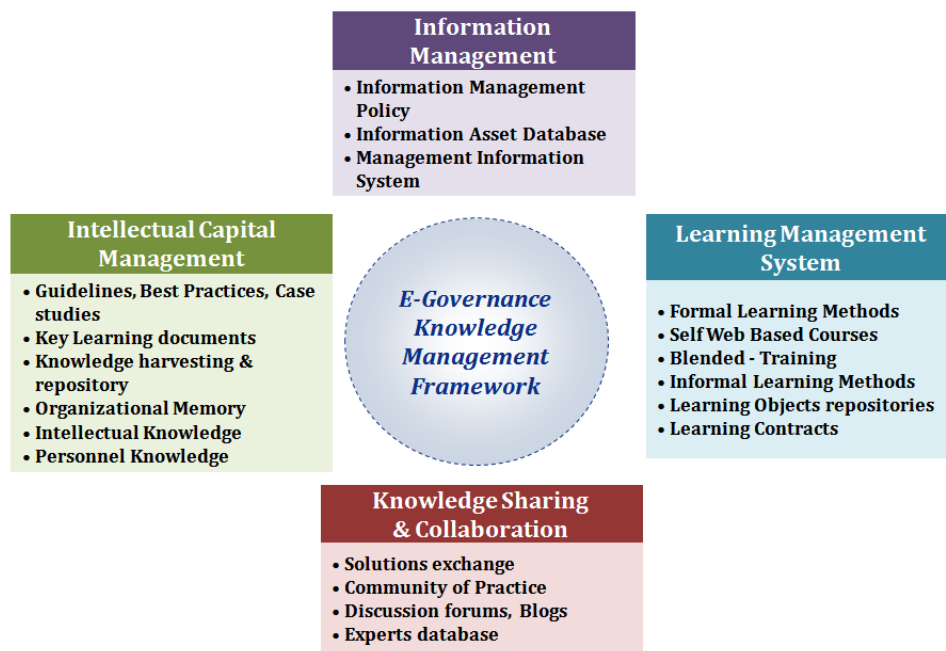 Information
Management
• Information Management
Policy
• Information Asset Database
• Management Information
System
Intellectual Capital
Management
• Guidelines, Best Practices, Case
studies
• Key Learning documents
• Knowledge harvesting &
repository
• Organizational Memory
• Intellectual Knowledge
• Personnel Knowledge
E-Governance
Knowledge
Management
Framework
Learning Management
System
• Formal Learning Methods
• Self Web Based Courses
• Blended - Training
• Informal Learning Methods
• Learning Objects repositories
• Learning Contracts
Knowledge Sharing
& Collaboration
• Solutions exchange
• Community of Practice
• Discussion forums, Blogs
• Experts database